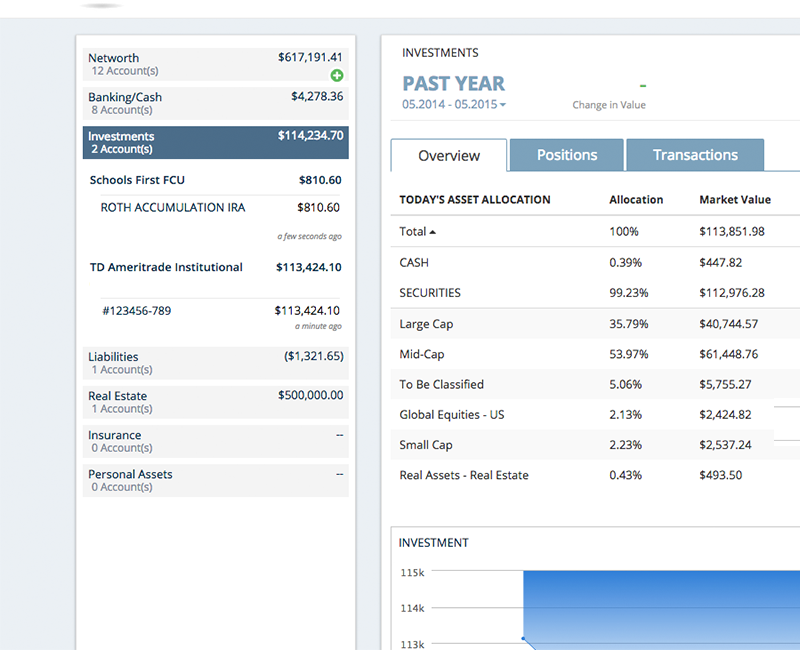 Networth $617,191.41
12 Account(s)
Banking/Cash $4,278.36
8 Account(s)
Investments $114,234.70
2 Account(s)
Schools First FCU $810.60
ROTH ACCUMULATION IRA $810.60
a few seconds ago
TD Ameritrade Institutional $113,424.10
#123456-789 $113,424.10
a minute ago
Liabilities ($1,321.65)
1 Account(s)
Real Estate $500,000.00
1 Account(s)
Insurance --
0 Account(s)
Personal Assets --
0 Account(s)
INVESTMENTS
PAST YEAR –
05.2014 - 05.2015 Change in Value
Overview Positions Transactions
TODAY'S ASSET ALLOCATION Allocation Market Value
Total 100% $113,851.98
CASH 0.39% $447.82
SECURITIES 99.23% $112,976.28
Large Cap 35.79% $40,744.57
Mid-Cap 53.97% $61,448.76
To Be Classified 5.06% $5,755.27
Global Equities - US 2.13% $2,424.82
Small Cap 2.23% $2,537.24
Real Assets - Real Estate 0.43% $493.50
INVESTMENT
115k
114k
113k